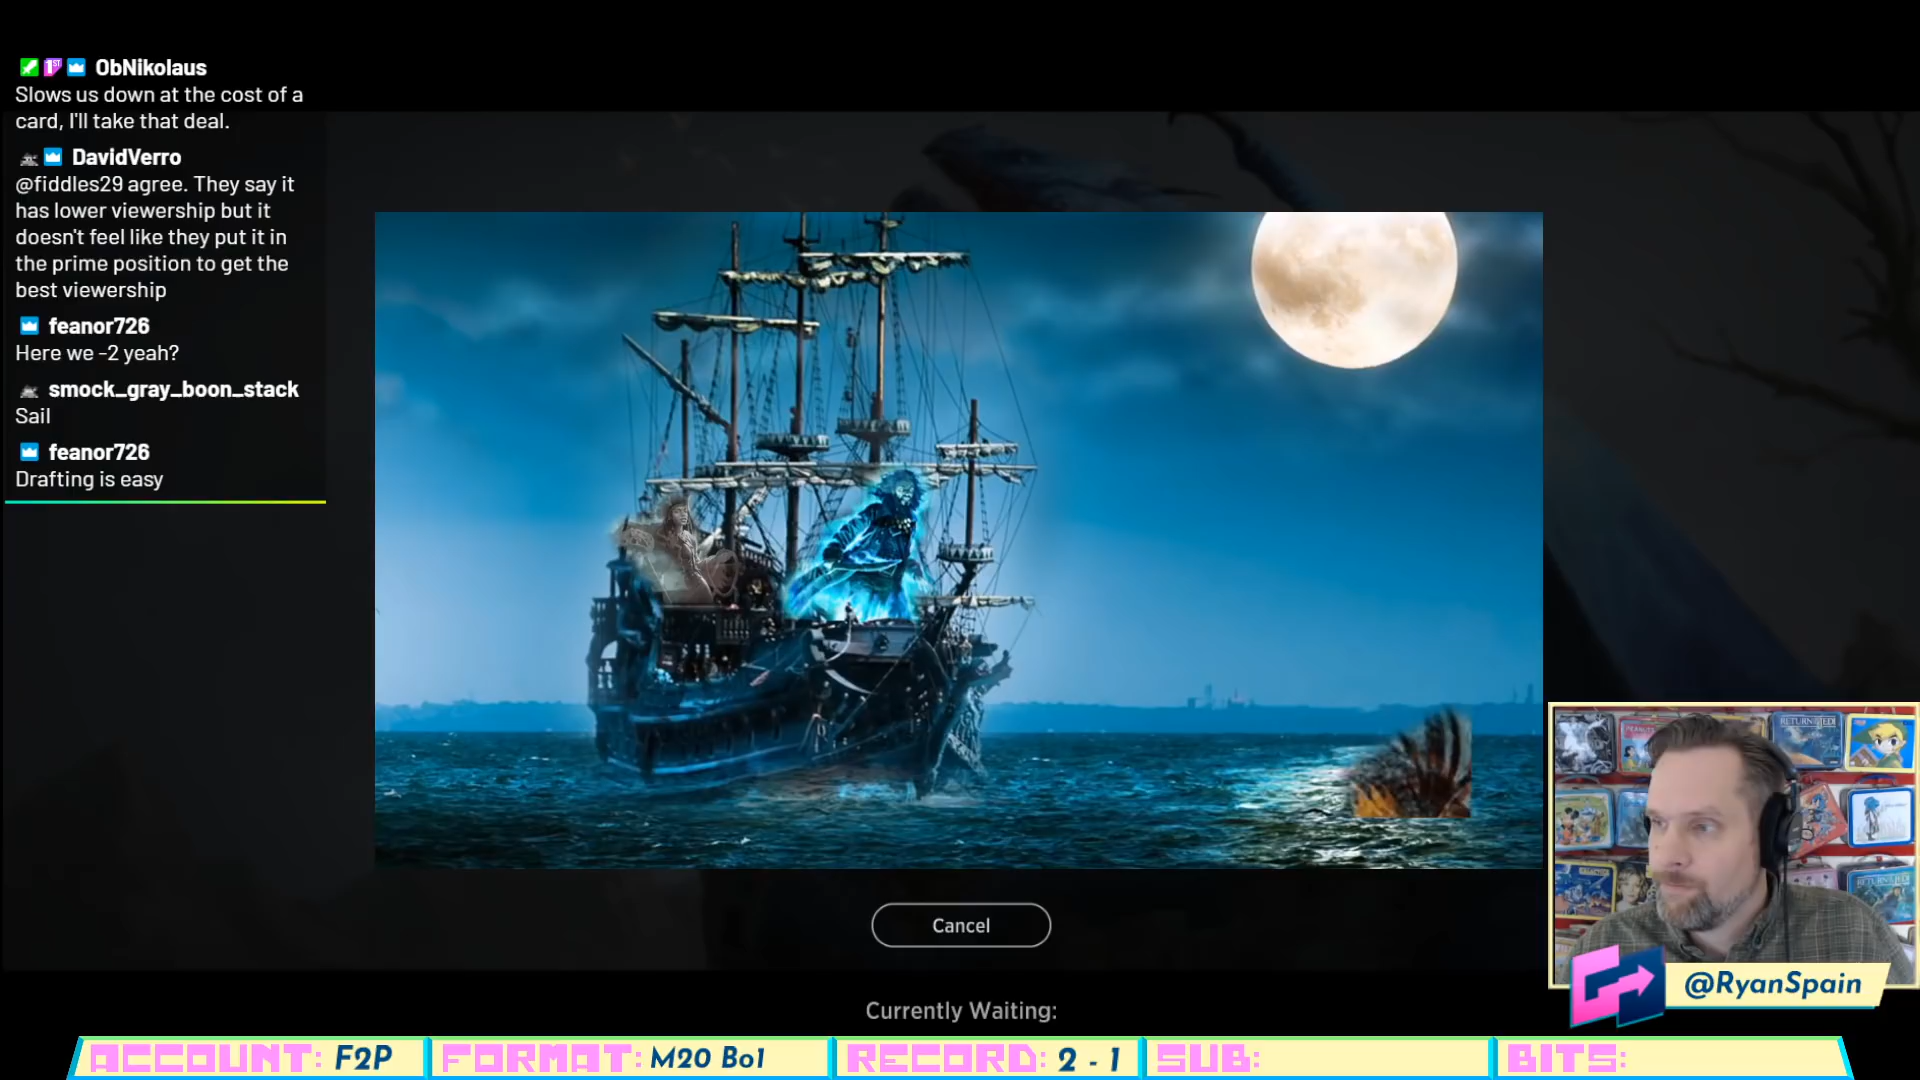 ObNikolaus
Slows us down at the cost of a
card, I'll take that deal.
DavidVerro
@fiddles29 agree. They say it
has lower viewership but it
doesn't feel like they put it in
the prime position to get the
best viewership
feanor726
Here we -2 yeah?
smock_gray_boon_stack
Sail
feanor726
Drafting is easy
Cancel
Currently Waiting:
@RyanSpain
ACCOUNT: F2P
FORMAT: M20 Bo1
RECORD: 2 - 1
SUB:
BITS: